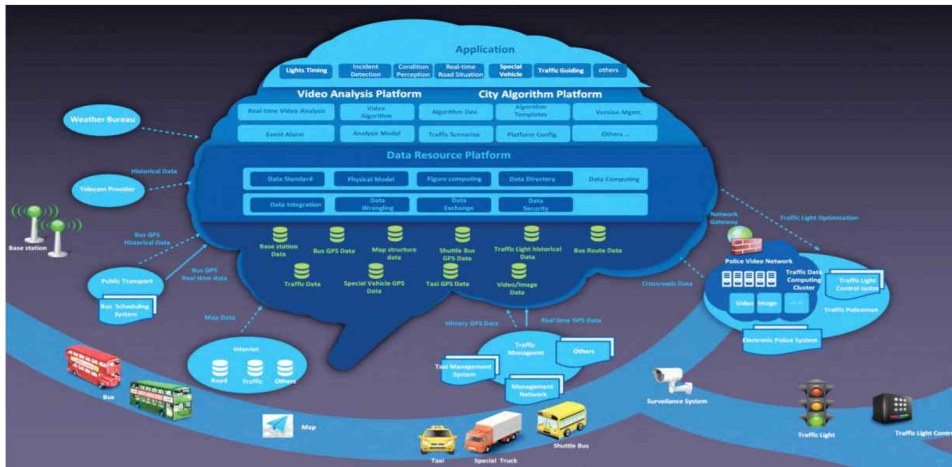 Application
Lights Timing
Incident
Detection
Condition
Perception
Real-time
Road Situation
Special
Vehicle
Traffic Guiding
others
Video Analysis Platform
City Algorithm Platform
Real-time Video Analysis
Video
Algorithm
Algorithm Dev.
Algorithm
Templates
Version Mgmt.
Event Alarm
Analysis Model
Traffic Scenarios
Platform Config.
Others ...
Data Resource Platform
Data Standard
Physical Model
Figure computing
Data Directory
Data Computing
Data Integration
Data
Wrangling
Data
Exchange
Data
Security
Base station
Data
Bus GPS Data
Map structure
data
Shuttle Bus
GPS Data
Traffic Light historical
Data
Bus Route Data
Traffic Data
Special Vehicle GPS
Data
Taxi GPS Data
Video/Image
Data
Weather Bureau
Historical Data
Telecom Provider
Base station
Bus GPS
Historical Data
Bus GPS
Real time data
Public Transport
Bus Scheduling
System
Map Data
Internet
Road
Traffic
Others
History GPS Data
Real time GPS Data
Traffic
Managemt
Others
Taxi Management
System
Management
Network
Network
Gateway
Traffic Light Optimization
Crossroads Data
Police Video Network
Traffic Data
Computing
Cluster
Video
Image
Traffic Light
Control system
Traffic Policeman
Electronic Police System
Bus
Map
Taxi
Special Truck
Shuttle Bus
Surveillance System
Traffic Light
Traffic Light Control